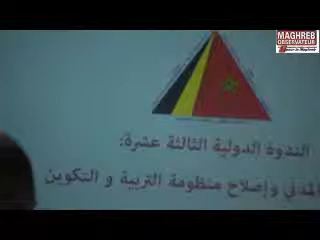 MAGHREB
OBSERVATEUR
الندوة الدولية الثالثة عشرة:
المدني وإصلاح منظومة التربية و التكوين